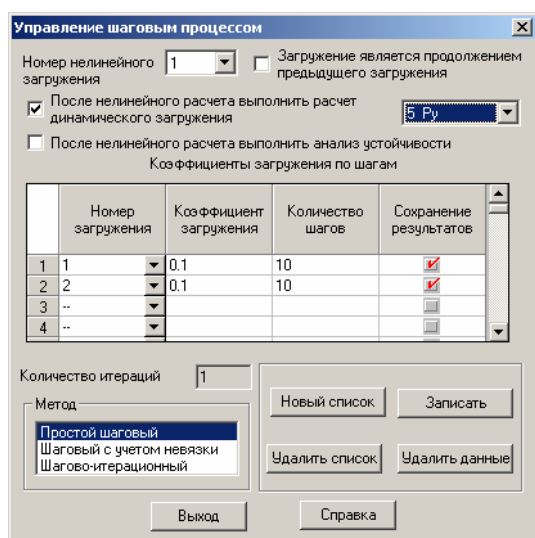 Управление шаговым процессом
Номер нелинейного загружения
1
Загружение является продолжением предыдущего загружения
После нелинейного расчета выполнить расчет динамического загружения
5 Ру
После нелинейного расчета выполнить анализ устойчивости
Коэффициенты загружения по шагам
Номер загружения
Коэффициент загружения
Количество шагов
Сохранение результатов
1 1 0.1 10
2 2 0.1 10
3 --
4 --
Количество итераций 1
Метод
Простой шаговый
Шаговый с учетом невязки
Шагово-итерационный
Новый список
Записать
Удалить список
Удалить данные
Выход
Справка